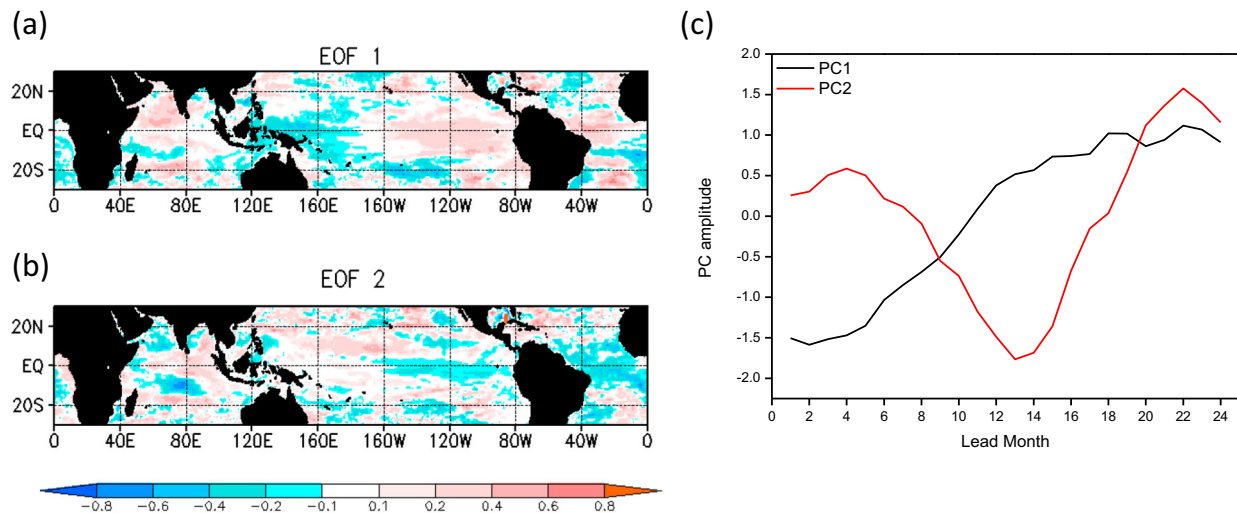 (a)
EOF 1
20N
EQ
20S
0 40E 80E 120E 160E 160W 120W 80W 40W 0
(b)
EOF 2
20N
EQ
20S
0 40E 80E 120E 160E 160W 120W 80W 40W 0
−0.8 −0.6 −0.4 −0.2 −0.1 0.1 0.2 0.4 0.6 0.8
(c)
PC1
PC2
2.0
1.5
1.0
0.5
0.0
-0.5
-1.0
-1.5
-2.0
PC amplitude
0 2 4 6 8 10 12 14 16 18 20 22 24
Lead Month